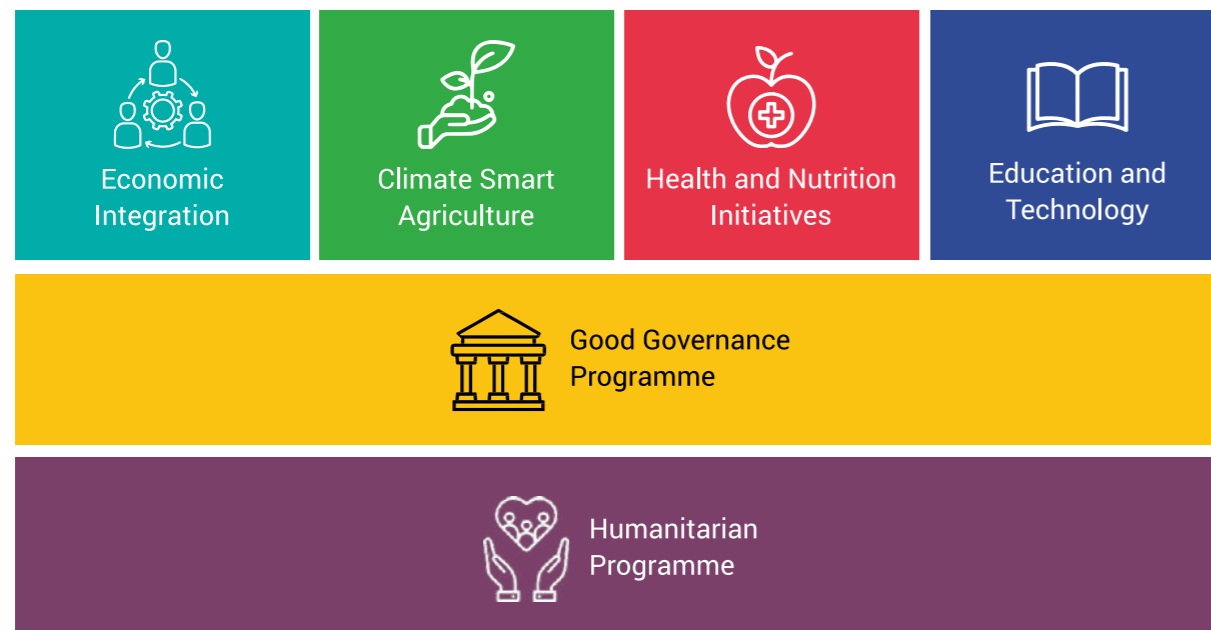 Economic
Integration
Climate Smart
Agriculture
Health and Nutrition
Initiatives
Education and
Technology
Good Governance
Programme
Humanitarian
Programme